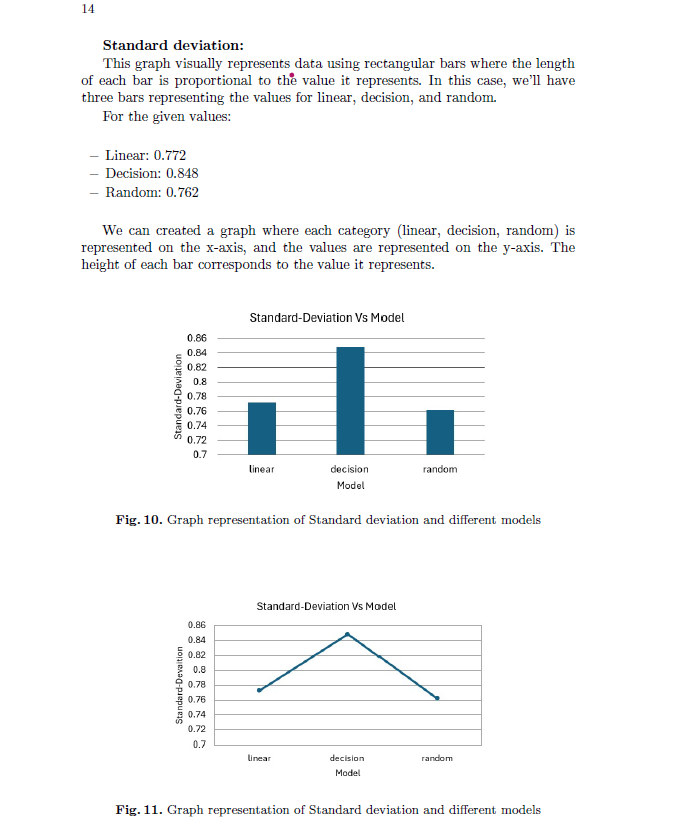 14
Standard deviation:
This graph visually represents data using rectangular bars where the length
of each bar is proportional to the value it represents. In this case, we'll have
three bars representing the values for linear, decision, and random.
For the given values:
– Linear: 0.772
– Decision: 0.848
– Random: 0.762
We can created a graph where each category (linear, decision, random) is
represented on the x-axis, and the values are represented on the y-axis. The
height of each bar corresponds to the value it represents.
Standard-Deviation Vs Model
Standard-Deviation
0.86
0.84
0.82
0.8
0.78
0.76
0.74
0.72
0.7
linear decision random
Model
Fig. 10. Graph representation of Standard deviation and different models
Standard-Deviation Vs Model
Standard-Devaition
0.86
0.84
0.82
0.8
0.78
0.76
0.74
0.72
0.7
linear decision random
Model
Fig. 11. Graph representation of Standard deviation and different models